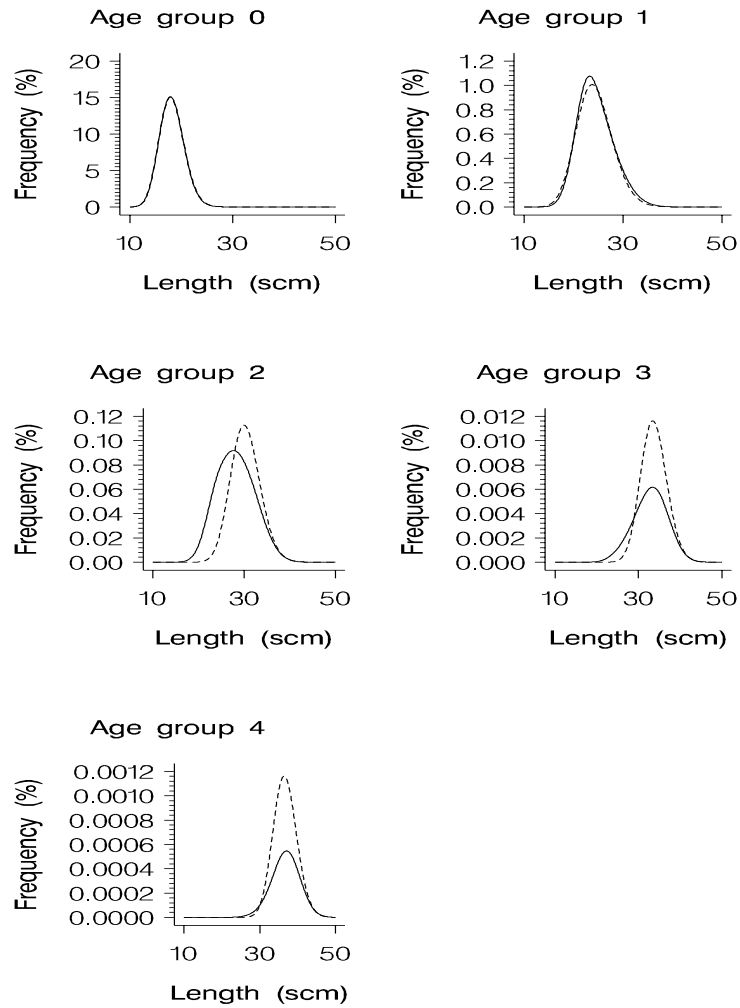 Age group 0
Frequency (%)
20
15
10
5
0
10 30 50
Length (scm)
Age group 1
Frequency (%)
1.2
1.0
0.8
0.6
0.4
0.2
0.0
10 30 50
Length (scm)
Age group 2
Frequency (%)
0.12
0.10
0.08
0.06
0.04
0.02
0.00
10 30 50
Length (scm)
Age group 3
Frequency (%)
0.012
0.010
0.008
0.006
0.004
0.002
0.000
10 30 50
Length (scm)
Age group 4
Frequency (%)
0.0012
0.0010
0.0008
0.0006
0.0004
0.0002
0.0000
10 30 50
Length (scm)